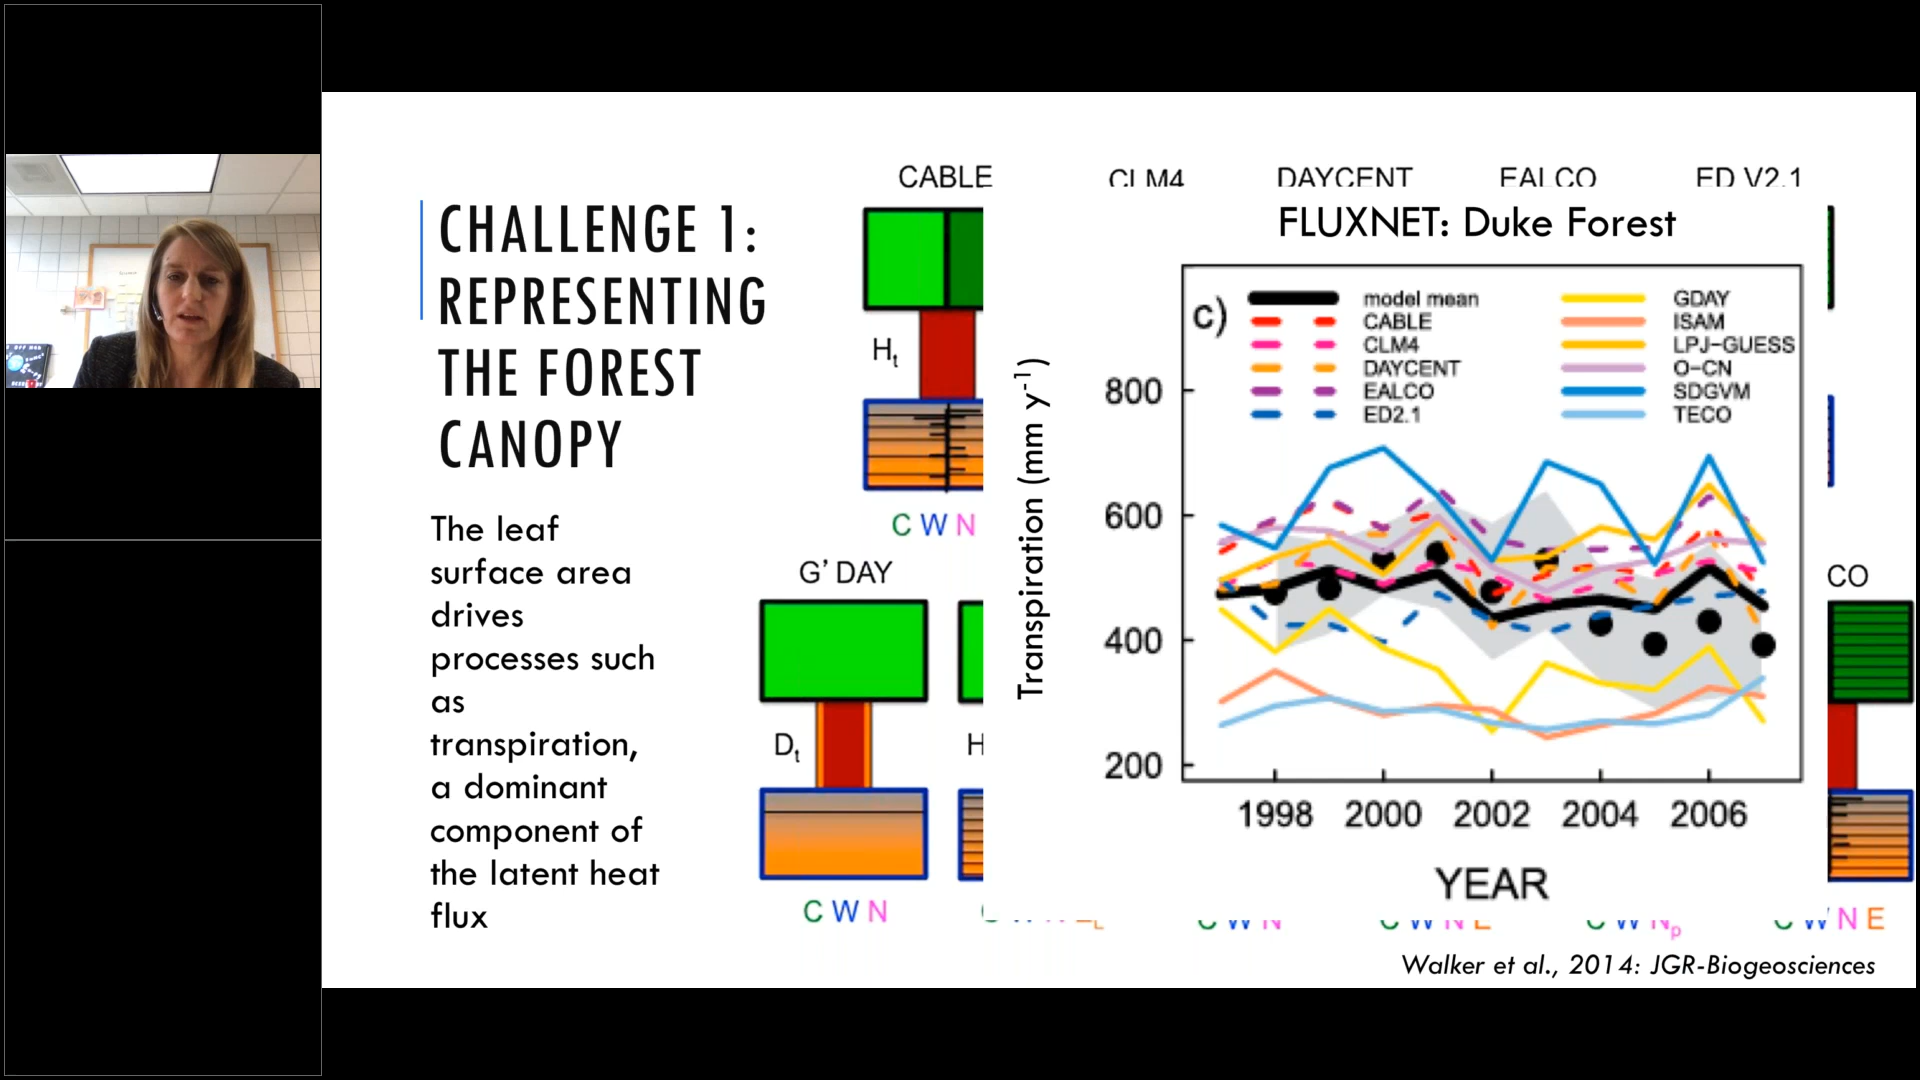 CHALLENGE 1:
REPRESENTING
THE FOREST
CANOPY
The leaf
surface area
drives
processes such
as
transpiration,
a dominant
component of
the latent heat
flux
CABLE
CLM4
DAYCENT
EALCO
ED V2.1
Ht
C W N
G'DAY
Dt
H
C W N
CO
FLUXNET: Duke Forest
c)
model mean
CABLE
CLM4
DAYCENT
EALCO
ED2.1
GDAY
ISAM
LPJ-GUESS
O-CN
SDGVM
TECO
Transpiration (mm y-1)
800
600
400
200
1998 2000 2002 2004 2006
YEAR
C W N
C W N E
C W Np
C W N E
Walker et al., 2014: JGR-Biogeosciences